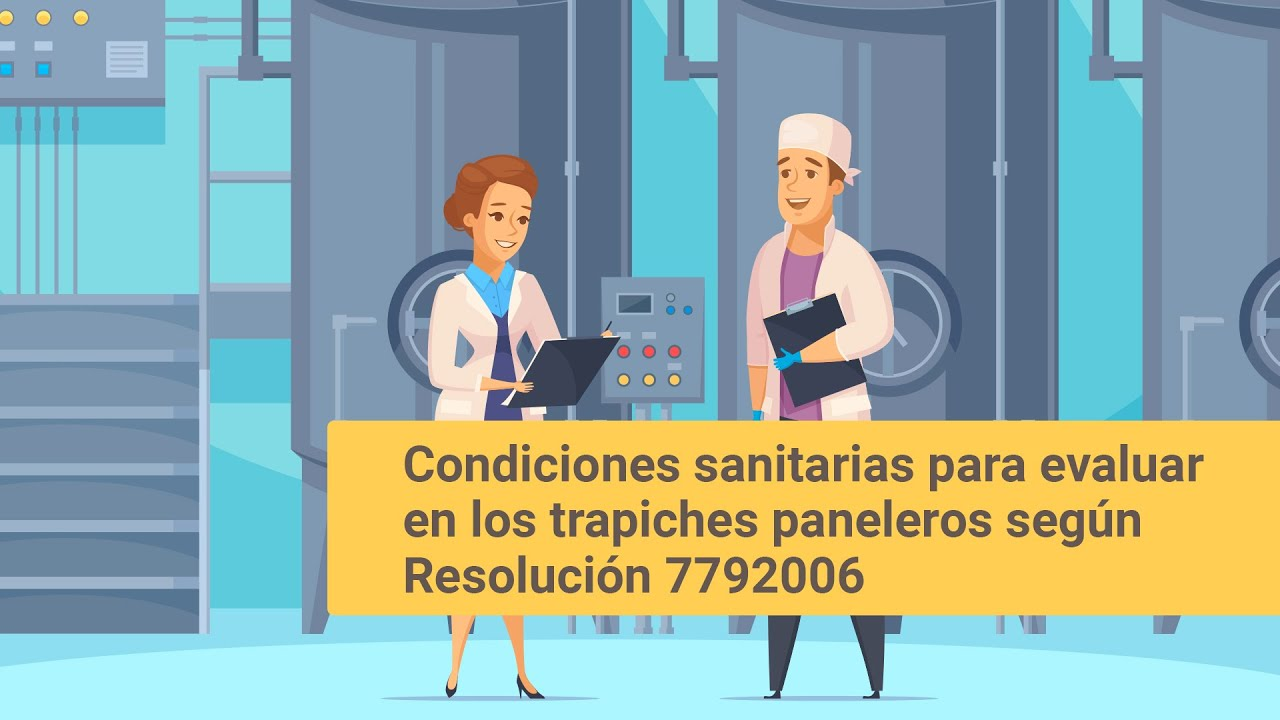 Condiciones sanitarias para evaluar
en los trapiches paneleros según
Resolución 7792006